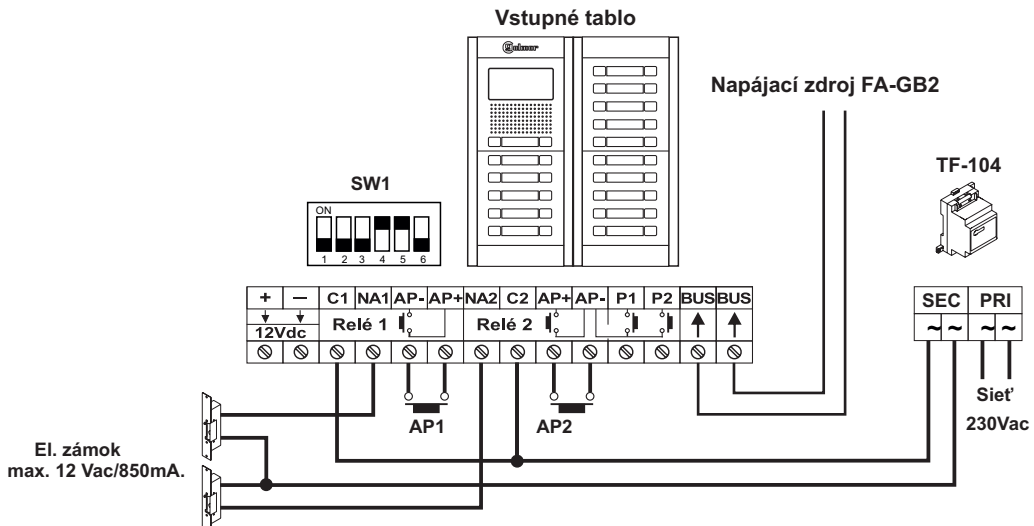 Vstupné tablo
Golmar
Napájací zdroj FA-GB2
TF-104
SW1
ON
1 2 3 4 5 6
+ — C1 NA1 AP- AP+ NA2 C2 AP+ AP- P1 P2 BUS BUS
12Vdc
Relé 1
Relé 2
SEC PRI
~ ~ ~ ~
AP1
AP2
Sieť
230Vac
El. zámok
max. 12 Vac/850mA.